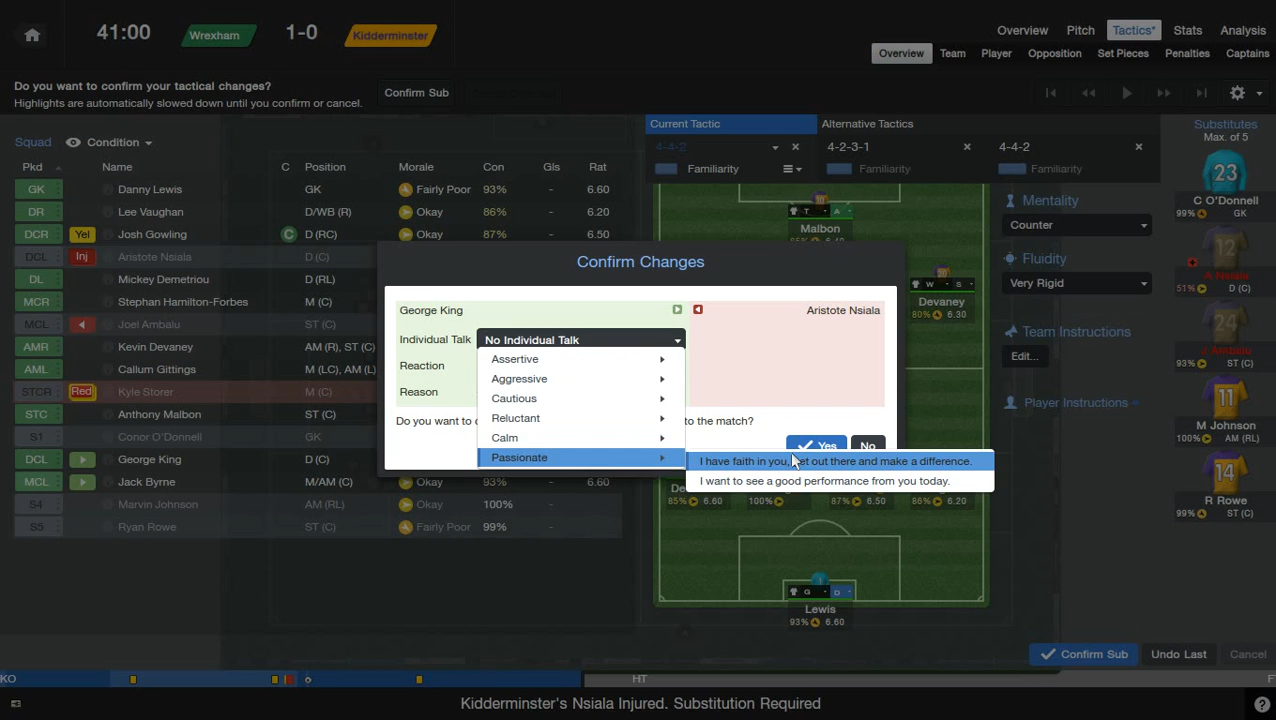 41:00 Wrexham 1-0 Kidderminster
Overview Pitch Tactics* Stats Analysis
Overview Team Player Opposition Set Pieces Penalties Captains
Do you want to confirm your tactical changes?
Highlights are automatically slowed down until you confirm or cancel.
Confirm Sub
Squad Condition
Pkd Name C Position Morale Con Gls Rat
GK Danny Lewis GK Fairly Poor 93% - 6.60
DR Lee Vaughan D/WB (R) Okay 86% - 6.20
DCR Yel Josh Gowling C D (RC) Okay 87% - 6.50
DCL Inj Aristote Nsiala D (C)
DL Mickey Demetriou D (RL)
MCR Stephan Hamilton-Forbes M (C)
MCL Joel Ambalu ST (C)
AMR Kevin Devaney AM (R), ST (C)
AML Callum Gittings M (LC), AM (L)
STCR Red Kyle Storer M (C)
STC Anthony Malbon ST (C)
S1 Conor O'Donnell GK
DCL George King D (C)
MCL Jack Byrne M/AM (C) Okay 93% - 6.60
S4 Marvin Johnson AM (RL) Okay 100% -
S5 Ryan Rowe ST (C) Fairly Poor 99% -
Current Tactic Alternative Tactics
4-4-2 4-2-3-1 4-4-2
Familiarity Familiarity Familiarity
T A
Malbon
W S
Devaney
80% 6.30
85% 6.60 100% - 87% 6.50 86% 6.20
G D
Lewis
93% 6.60
Mentality
Counter
Fluidity
Very Rigid
Team Instructions
Edit...
Player Instructions
Substitutes
Max. of 5
23
C O'Donnell
99% GK
12
A Nsiala
51% D (C)
24
J Ambalu
93% ST (C)
11
M Johnson
100% AM (RL)
14
R Rowe
99% ST (C)
Confirm Changes
George King Aristote Nsiala
Individual Talk No Individual Talk
Reaction
Reason
Assertive
Aggressive
Cautious
Reluctant
Calm
Passionate
Do you want to to the match?
Yes No
I have faith in you, get out there and make a difference.
I want to see a good performance from you today.
Confirm Sub Undo Last Cancel
KO HT F
Kidderminster's Nsiala Injured. Substitution Required